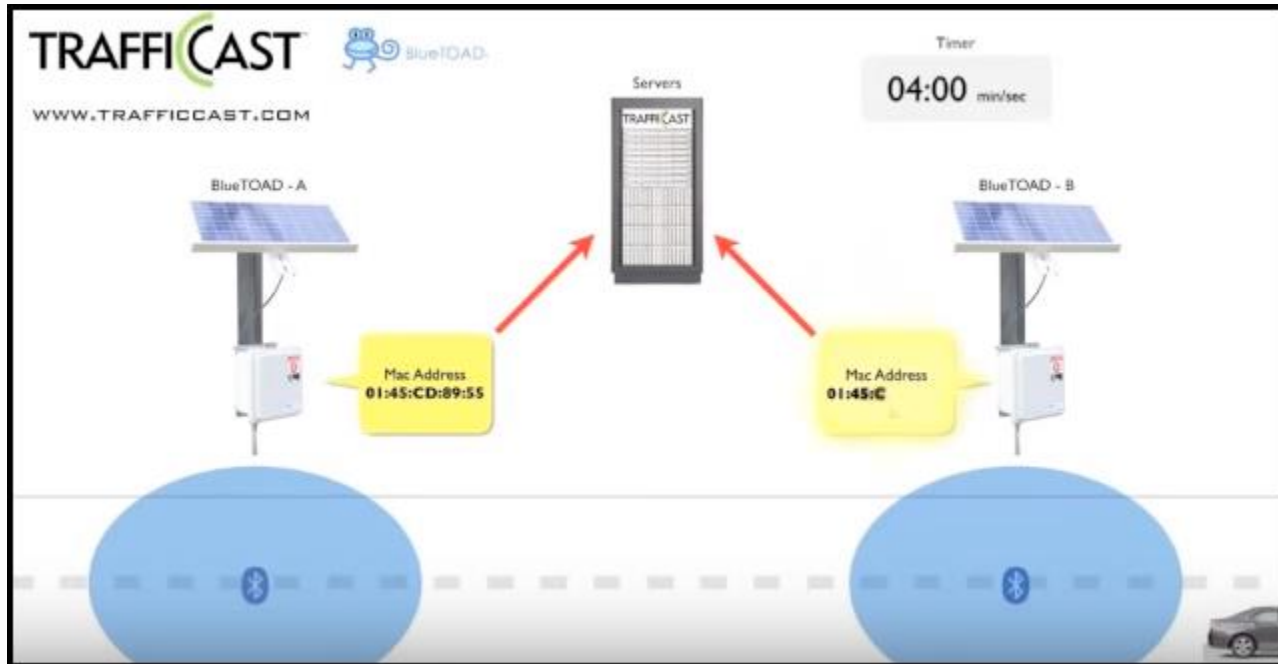 TRAFFICAST
BlueTOAD
WWW.TRAFFICCAST.COM
Timer
04:00 min/sec
Servers
TRAFFICAST
BlueTOAD - A
BlueTOAD - B
Mac Address
01:45:CD:89:55
Mac Address
01:45:C